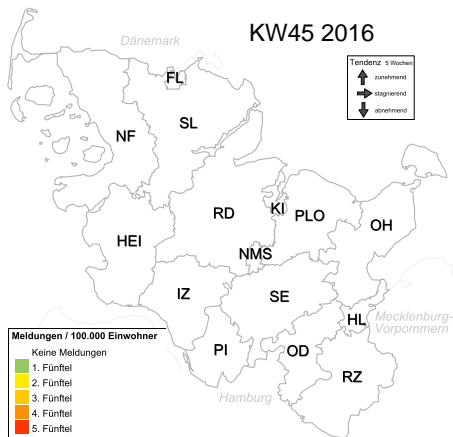 KW45 2016
Dänemark
Tendenz 5 Wochen
zunehmend
stagnierend
abnehmend
FL
SL
NF
RD
KI
PLO
OH
HEI
NMS
IZ
SE
HL
Mecklenburg-
Vorpommern
PI
OD
RZ
Hamburg
Meldungen / 100.000 Einwohner
Keine Meldungen
1. Fünftel
2. Fünftel
3. Fünftel
4. Fünftel
5. Fünftel